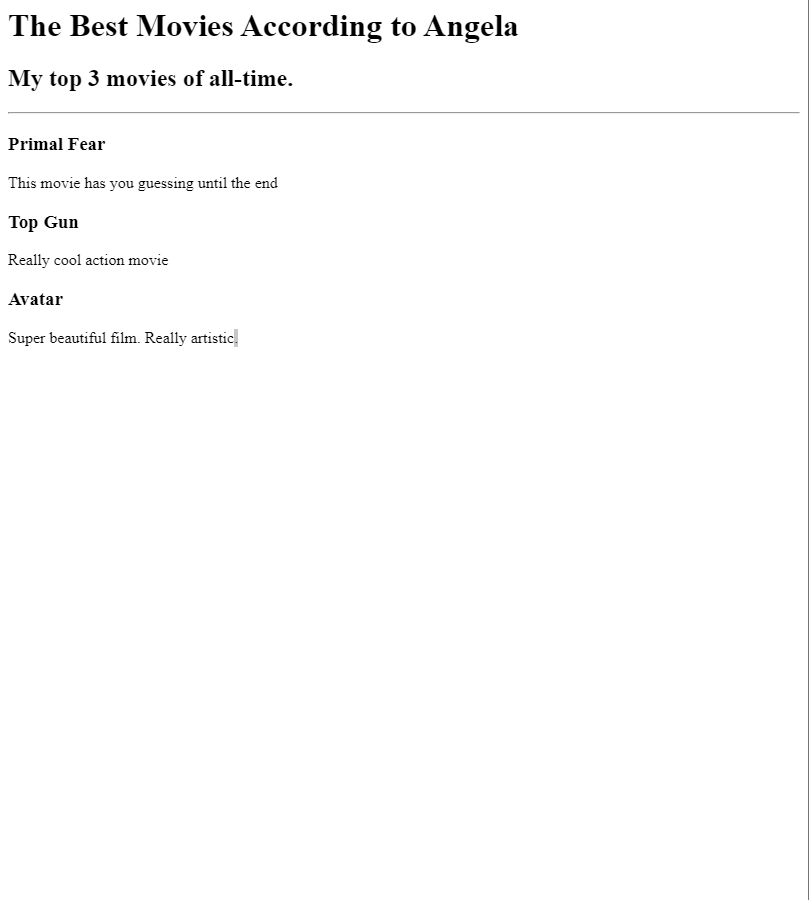 The Best Movies According to Angela
My top 3 movies of all-time.
Primal Fear
This movie has you guessing until the end
Top Gun
Really cool action movie
Avatar
Super beautiful film. Really artistic.